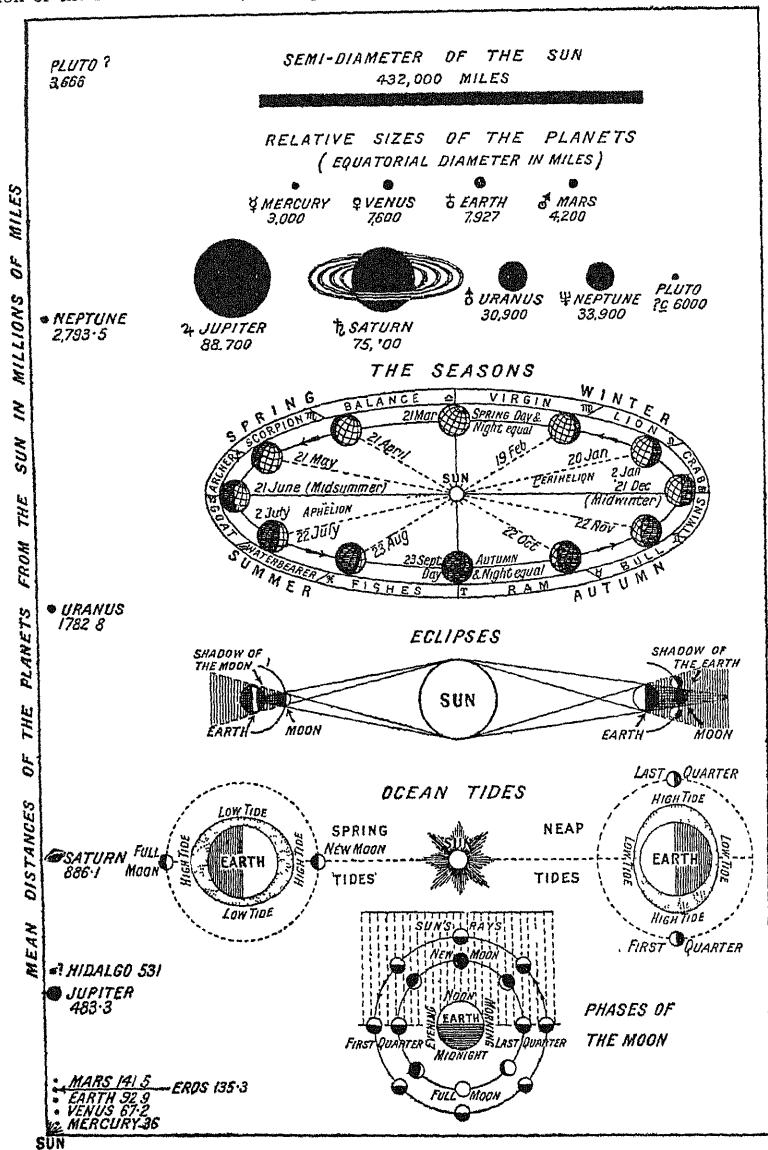 PLUTO ?
3,666
SEMI-DIAMETER OF THE SUN
432,000 MILES
RELATIVE SIZES OF THE PLANETS
(EQUATORIAL DIAMETER IN MILES)
☿ MERCURY
3,000
♀ VENUS
7,600
♁ EARTH
7,927
♂ MARS
4,200
♃ JUPITER
88,700
♄ SATURN
75,'00
♅ URANUS
30,900
♆ NEPTUNE
33,900
PLUTO
?c 6000
MEAN DISTANCES OF THE PLANETS FROM THE SUN IN MILLIONS OF MILES
NEPTUNE
2,793·5
THE SEASONS
SPRING
WINTER
SUMMER
AUTUMN
ARCHER
SCORPION ♏
BALANCE ♎
VIRGIN ♍
LION ♌
CRAB
TWINS
BULL
RAM
FISHES
WATERBEARER
GOAT
21 Mar
SPRING DAY &
Night equal
21 April
19 Feb
21 May
20 Jan
SUN
PERIHELION
2 Jan
21 June (Midsummer)
21 Dec
(Midwinter)
2 July
APHELION
22 July
22 Nov
23 Aug
22 Oct
23 Sept
Day
AUTUMN
& Night equal
URANUS
1782 8
ECLIPSES
SHADOW OF
THE MOON
SUN
SHADOW OF
THE EARTH
EARTH
MOON
EARTH
MOON
OCEAN TIDES
LOW TIDE
HIGH TIDE
EARTH
HIGH TIDE
LOW TIDE
FULL
MOON
SPRING
NEW MOON
TIDES
SUN
NEAP
TIDES
LAST QUARTER
HIGH TIDE
LOW TIDE
EARTH
LOW TIDE
HIGH TIDE
FIRST QUARTER
SATURN
886·1
SUN'S RAYS
NEW MOON
NOON
EARTH
EVENING
MORNING
MIDNIGHT
FIRST QUARTER
LAST QUARTER
FULL MOON
PHASES OF
THE MOON
? HIDALGO 531
JUPITER
483·3
MARS 141 5
EROS 135·3
EARTH 92 9
VENUS 67·2
MERCURY 36
SUN